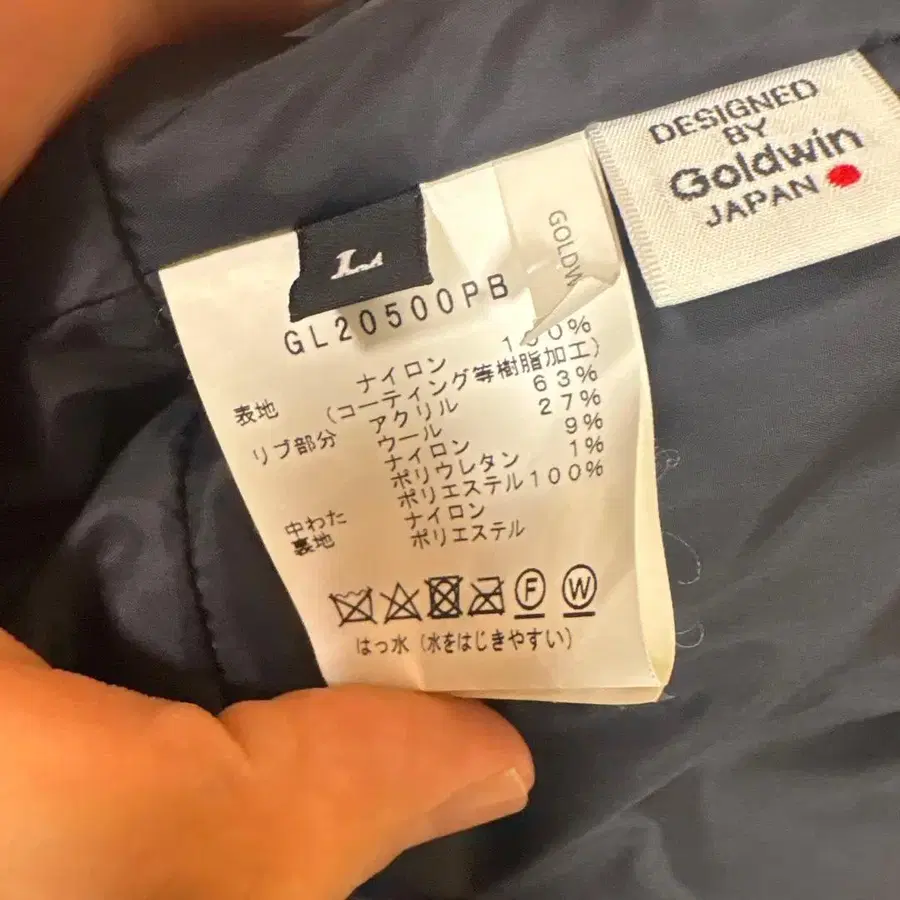 DESIGNED
BY
Goldwin
JAPAN
GOLDW
L
GL20500PB
表地 ナイロン 100%
(コーティング等樹脂加工)
リブ部分 アクリル 63%
ウール 27%
ナイロン 9%
ポリウレタン 1%
中わた ポリエステル100%
裏地 ナイロン
ポリエステル
F W
はっ水 (水をはじきやすい)